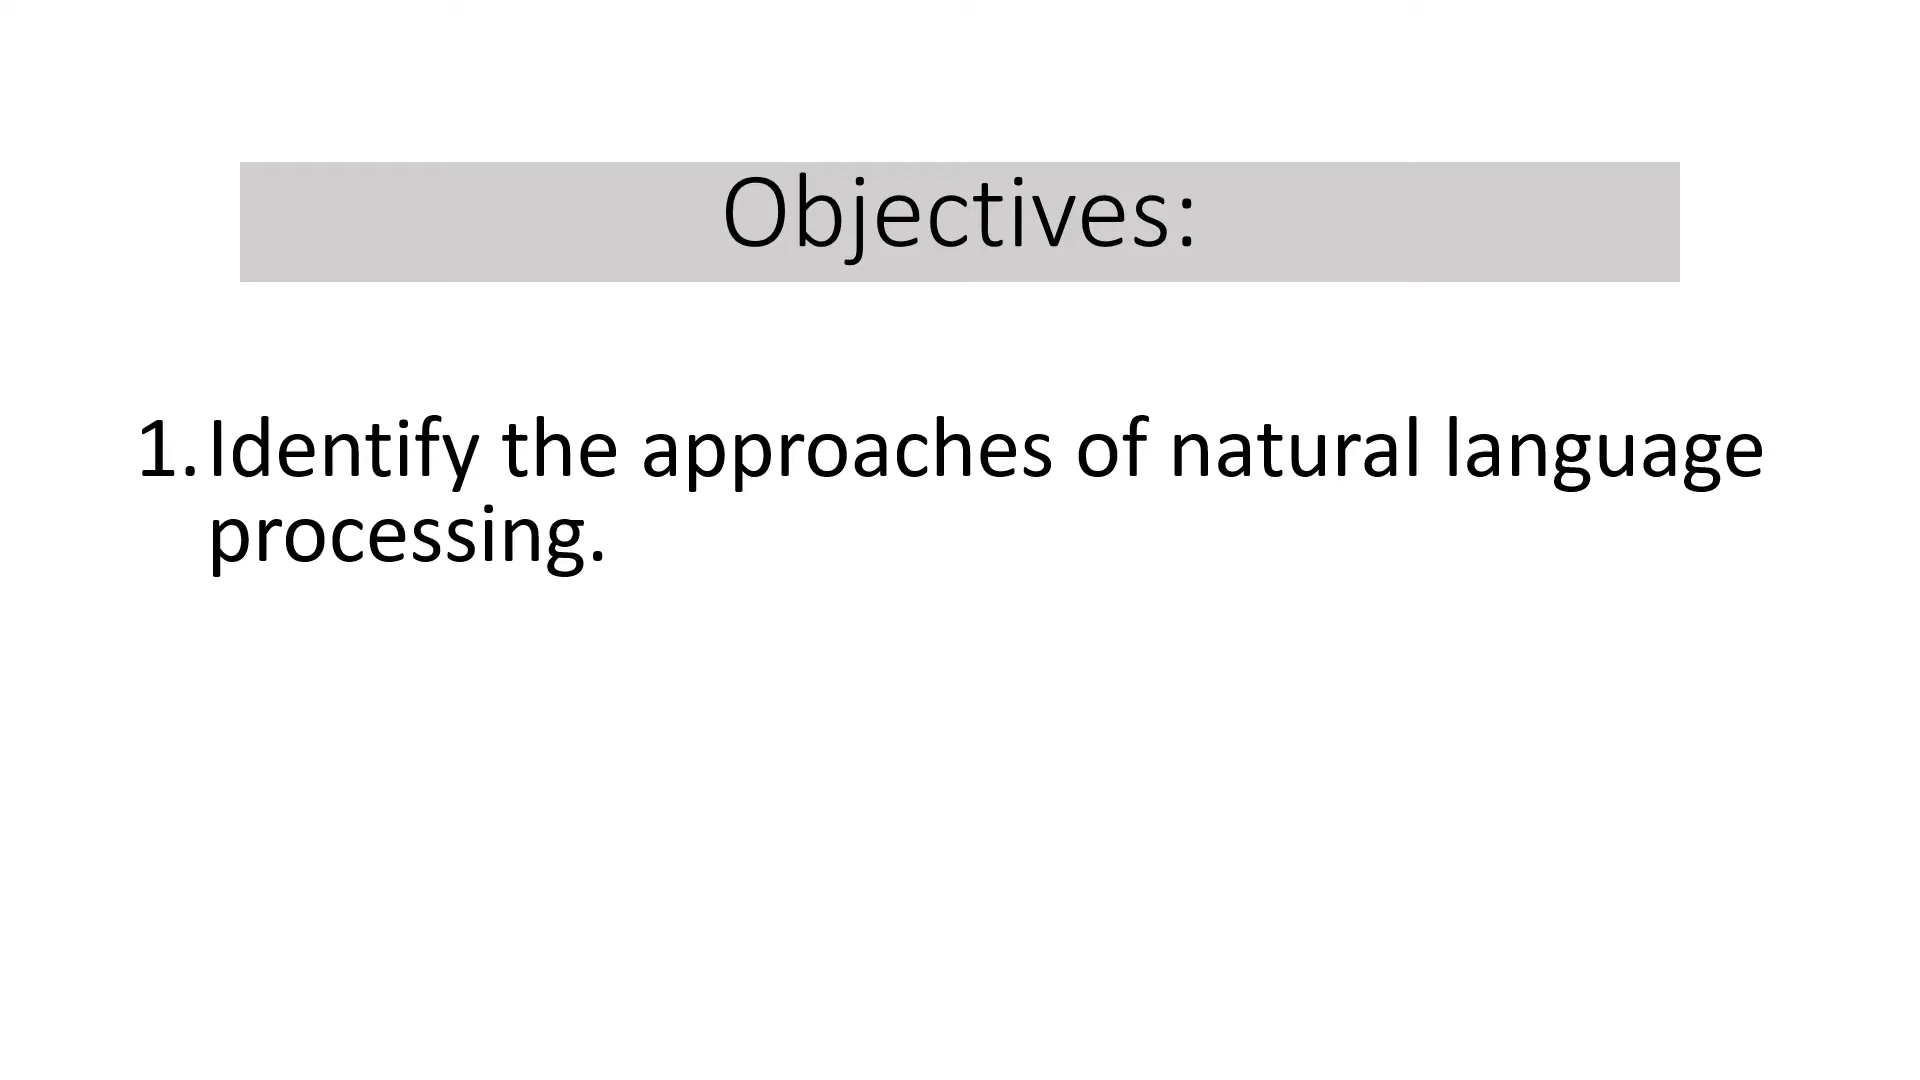 Objectives:
1. Identify the approaches of natural language
processing.